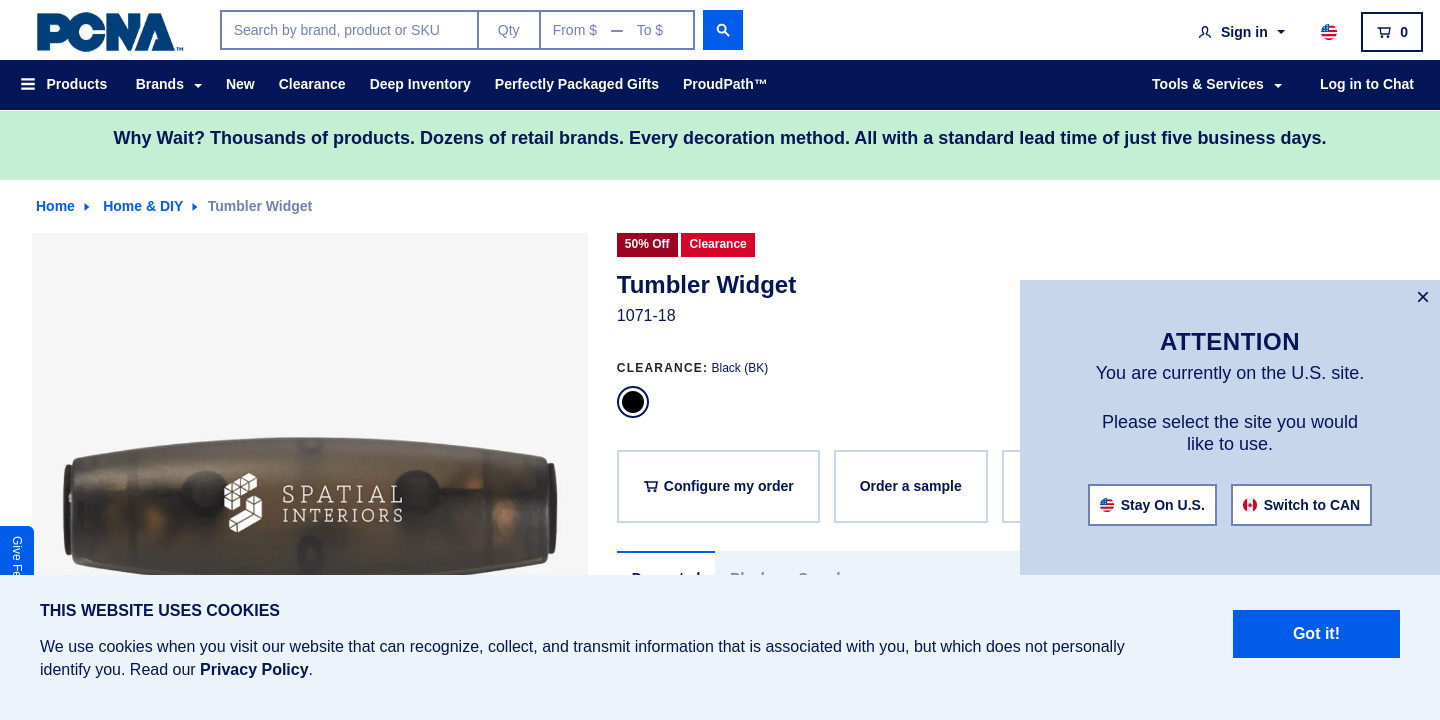 PCNA™
Search by brand, product or SKU
Qty
From $ — To $
Sign in
0
Products
Brands
New
Clearance
Deep Inventory
Perfectly Packaged Gifts
ProudPath™
Tools & Services
Log in to Chat
Why Wait? Thousands of products. Dozens of retail brands. Every decoration method. All with a standard lead time of just five business days.
Home
Home & DIY
Tumbler Widget
50% Off
Clearance
Tumbler Widget
1071-18
CLEARANCE: Black (BK)
Configure my order
Order a sample
SPATIAL
INTERIORS
×
ATTENTION
You are currently on the U.S. site.
Please select the site you would
like to use.
Stay On U.S.
Switch to CAN
Give Fe
THIS WEBSITE USES COOKIES
We use cookies when you visit our website that can recognize, collect, and transmit information that is associated with you, but which does not personally
identify you. Read our Privacy Policy.
Got it!